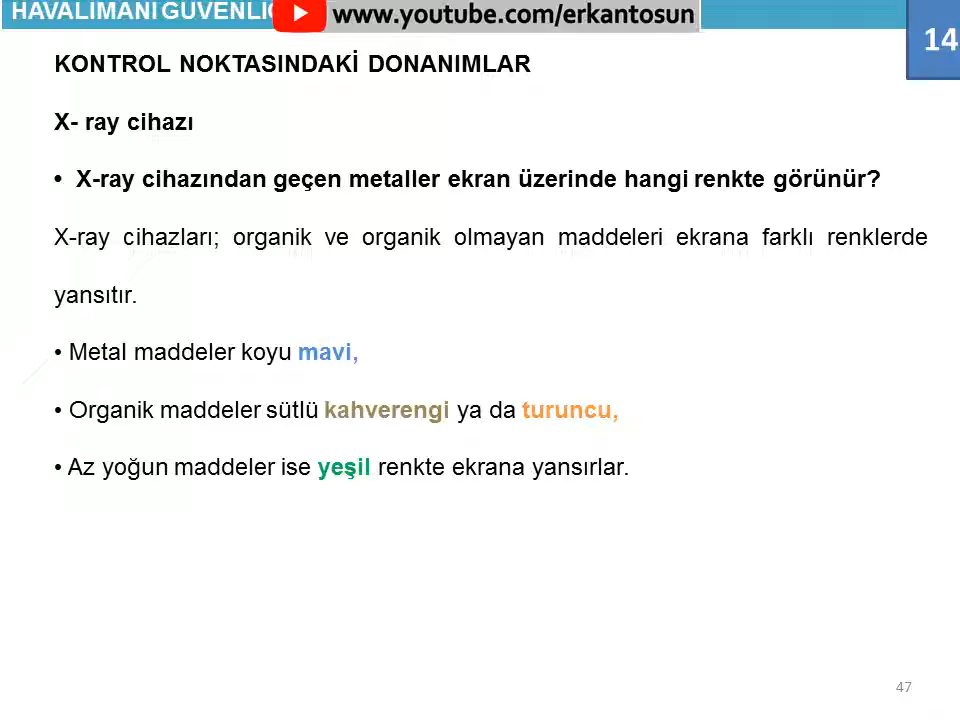 HAVALİMANI GÜVENLİĞ
www.youtube.com/erkantosun
14
KONTROL NOKTASINDAKİ DONANIMLAR
X- ray cihazı
• X-ray cihazından geçen metaller ekran üzerinde hangi renkte görünür?
X-ray cihazları; organik ve organik olmayan maddeleri ekrana farklı renklerde
yansıtır.
• Metal maddeler koyu mavi,
• Organik maddeler sütlü kahverengi ya da turuncu,
• Az yoğun maddeler ise yeşil renkte ekrana yansırlar.
47